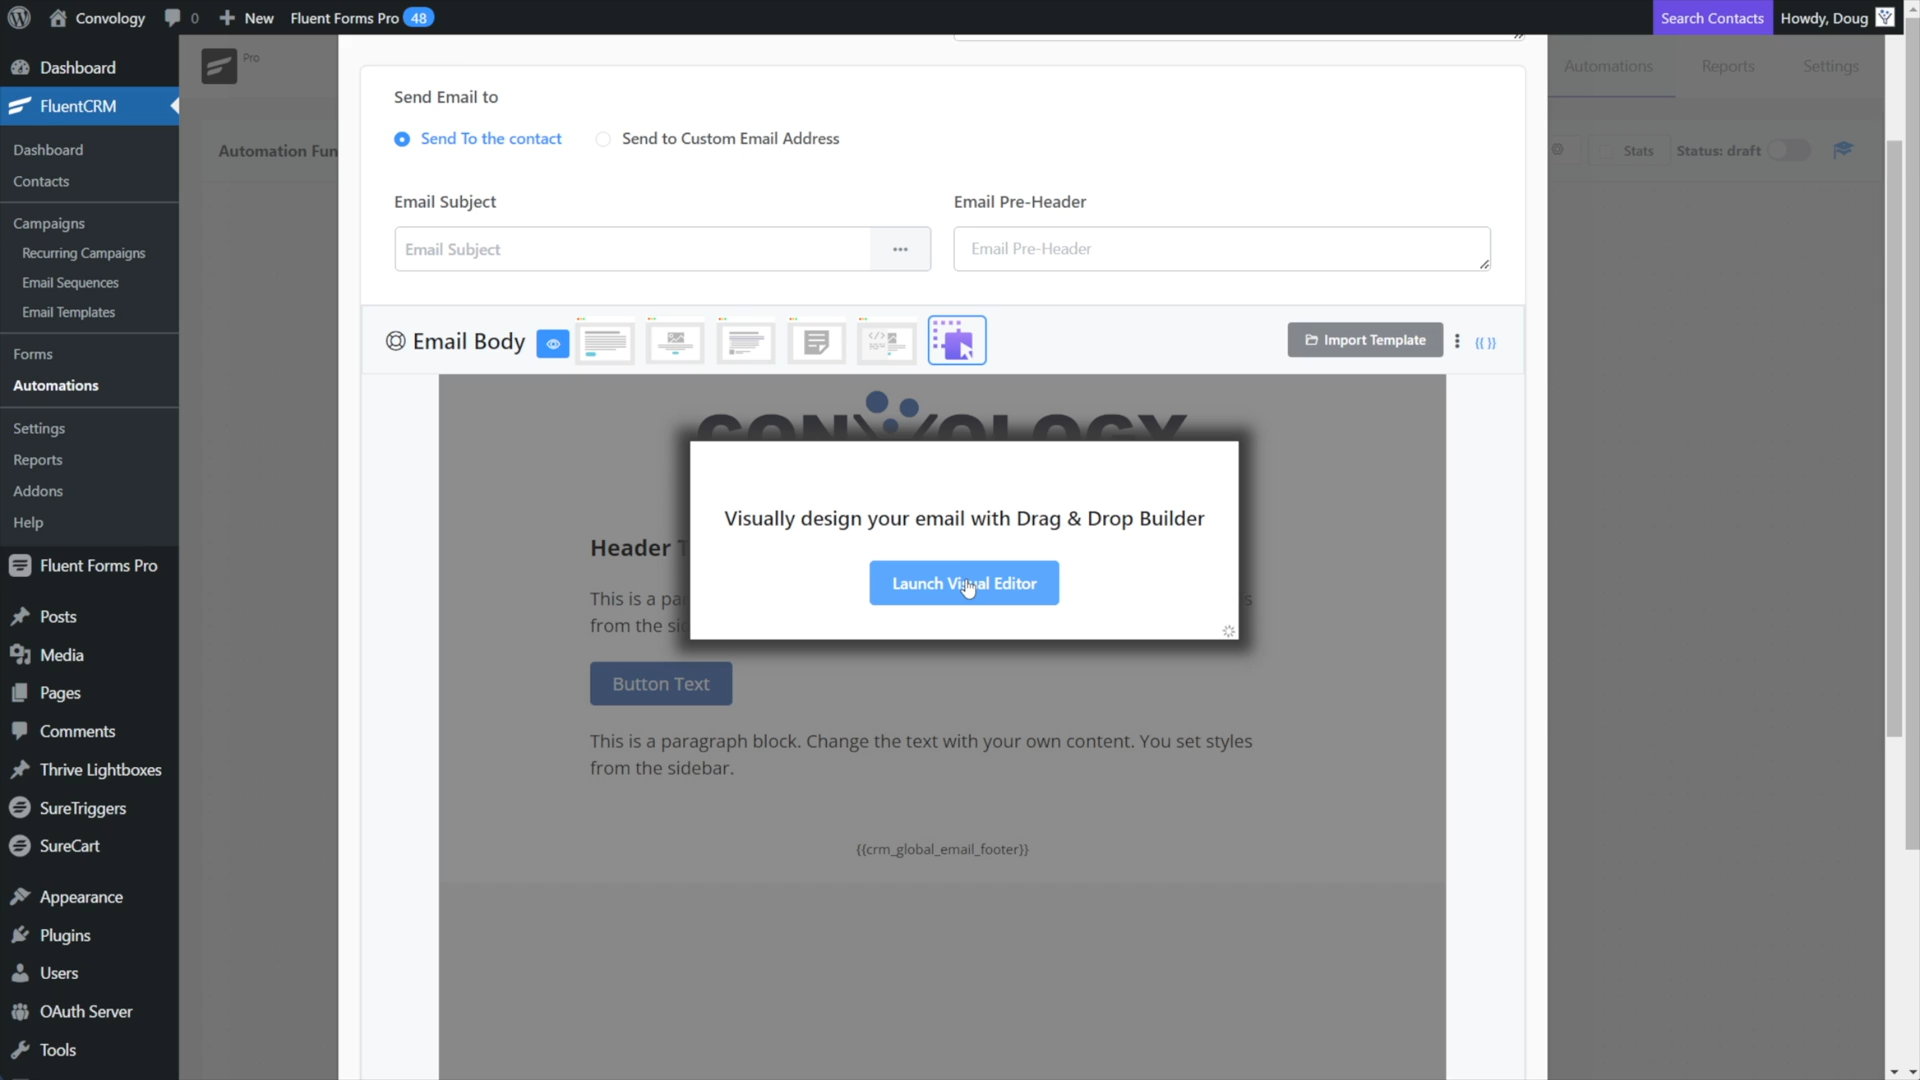 Convology
0
New
Fluent Forms Pro 48
Search Contacts
Howdy, Doug
Dashboard
FluentCRM
Dashboard
Contacts
Campaigns
Recurring Campaigns
Email Sequences
Email Templates
Forms
Automations
Settings
Reports
Addons
Help
Fluent Forms Pro
Posts
Media
Pages
Comments
Thrive Lightboxes
SureTriggers
SureCart
Appearance
Plugins
Users
OAuth Server
Tools
Pro
Automations
Reports
Settings
Automation Fun
Stats
Status: draft
Send Email to
Send To the contact
Send to Custom Email Address
Email Subject
Email Pre-Header
Email Subject
Email Pre-Header
Email Body
Import Template
{{ }}
CONVOLOGY
Visually design your email with Drag & Drop Builder
Launch Visual Editor
Header T
This is a pa s
from the si
Button Text
This is a paragraph block. Change the text with your own content. You set styles
from the sidebar.
{{crm_global_email_footer}}